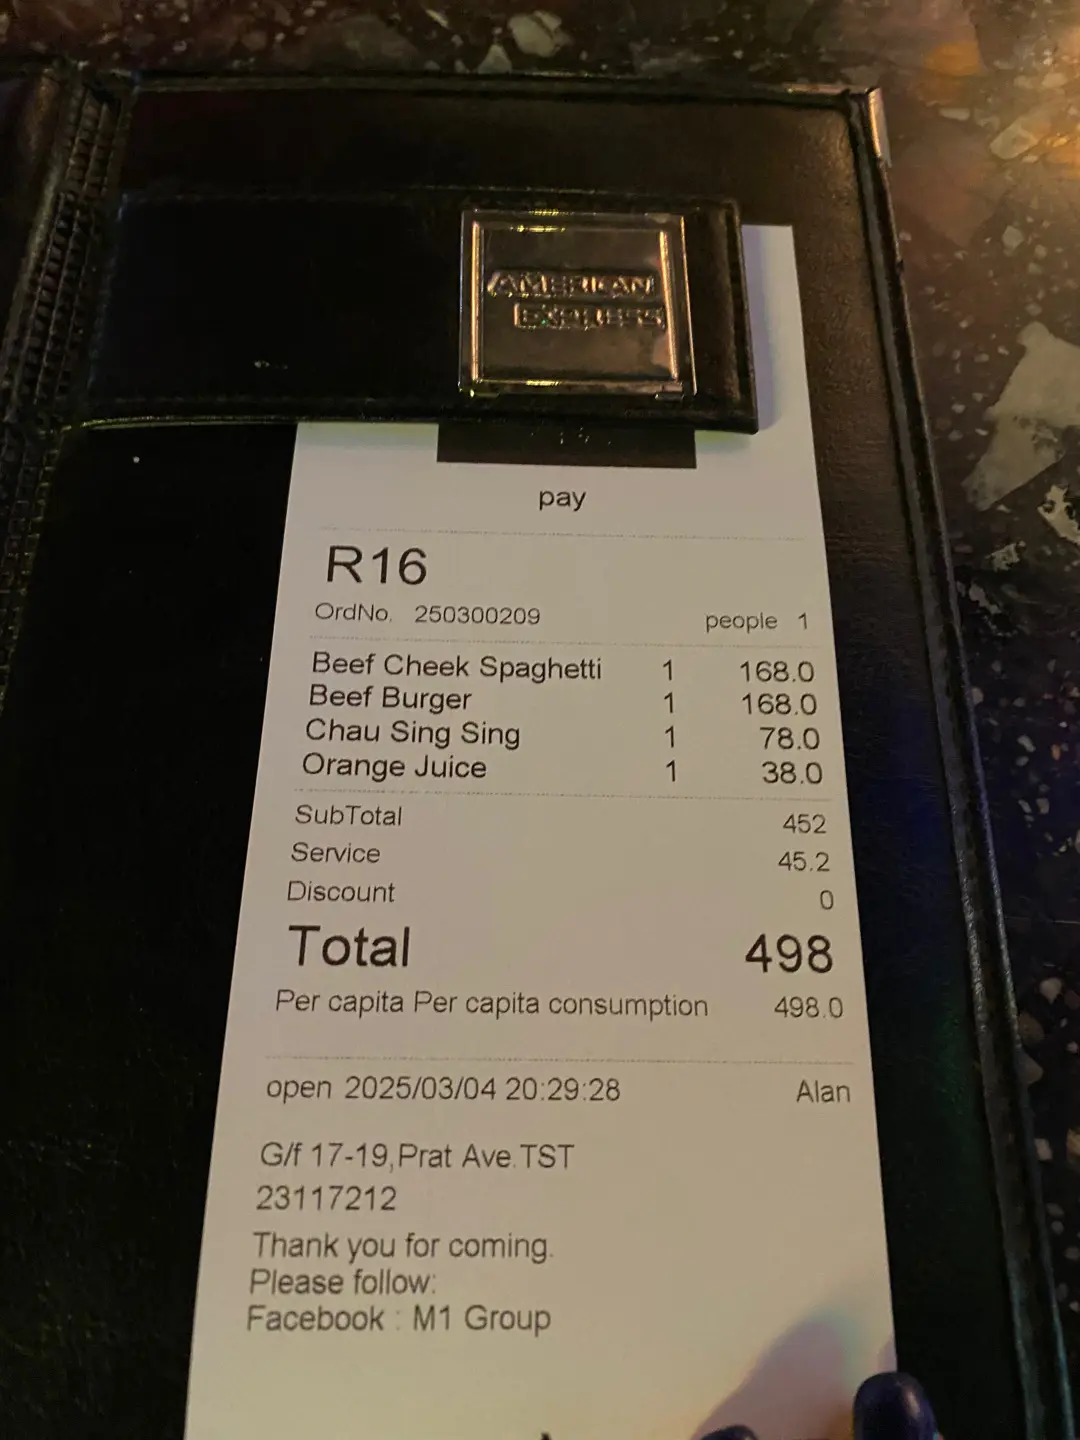 AMERICAN
EXPRESS
pay
R16
OrdNo. 250300209 people 1
Beef Cheek Spaghetti 1 168.0
Beef Burger 1 168.0
Chau Sing Sing 1 78.0
Orange Juice 1 38.0
SubTotal 452
Service 45.2
Discount 0
Total 498
Per capita Per capita consumption 498.0
open 2025/03/04 20:29:28 Alan
G/f 17-19,Prat Ave.TST
23117212
Thank you for coming.
Please follow:
Facebook : M1 Group